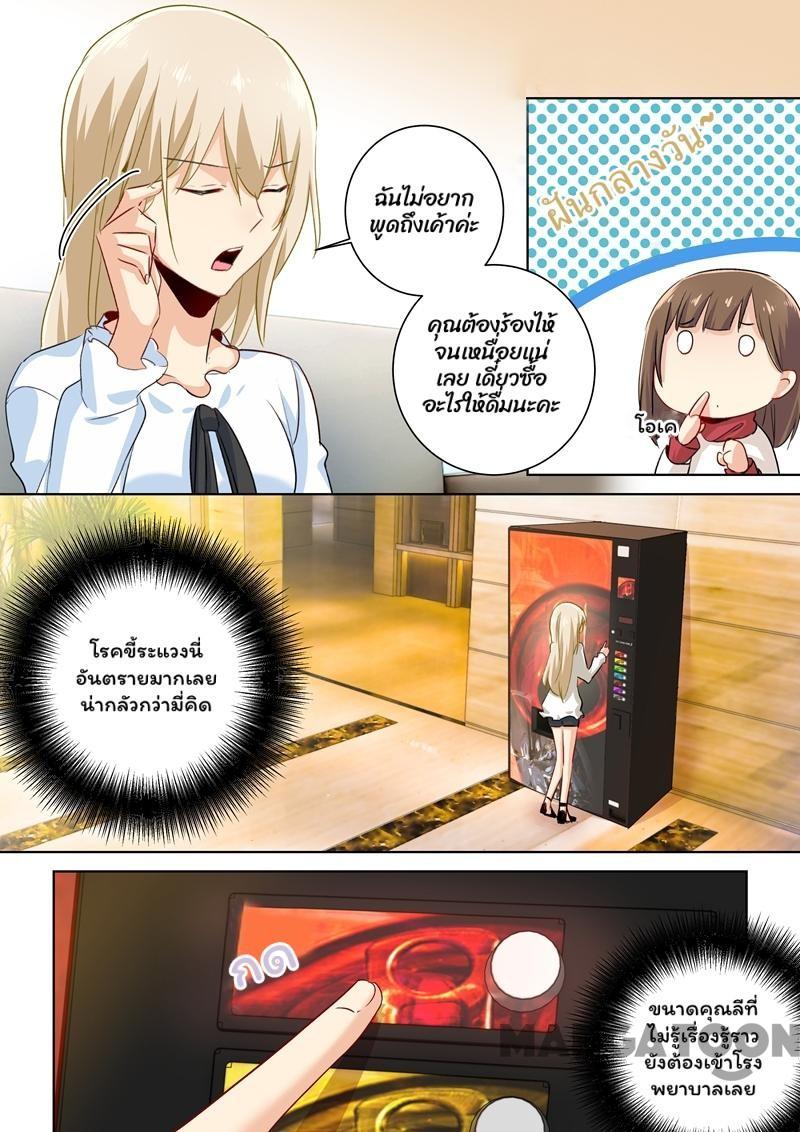 ฉันไม่อยาก
พูดถึงเค้าค่ะ
คุณต้องร้องไห้
จนเหนื่อยแน่
เลย เดี๋ยวซื้อ
อะไรให้ดื่มนะคะ
ฝันกลางวัน~
โอเค
โรคขี้ระแวงนี่
อันตรายมากเลย
น่ากลัวกว่ามี่คิด
กด
ขนาดคุณลีที่
ไม่รู้เรื่องรู้ราว
ยังต้องเข้าโรง
พยาบาลเลย
MANGATOON